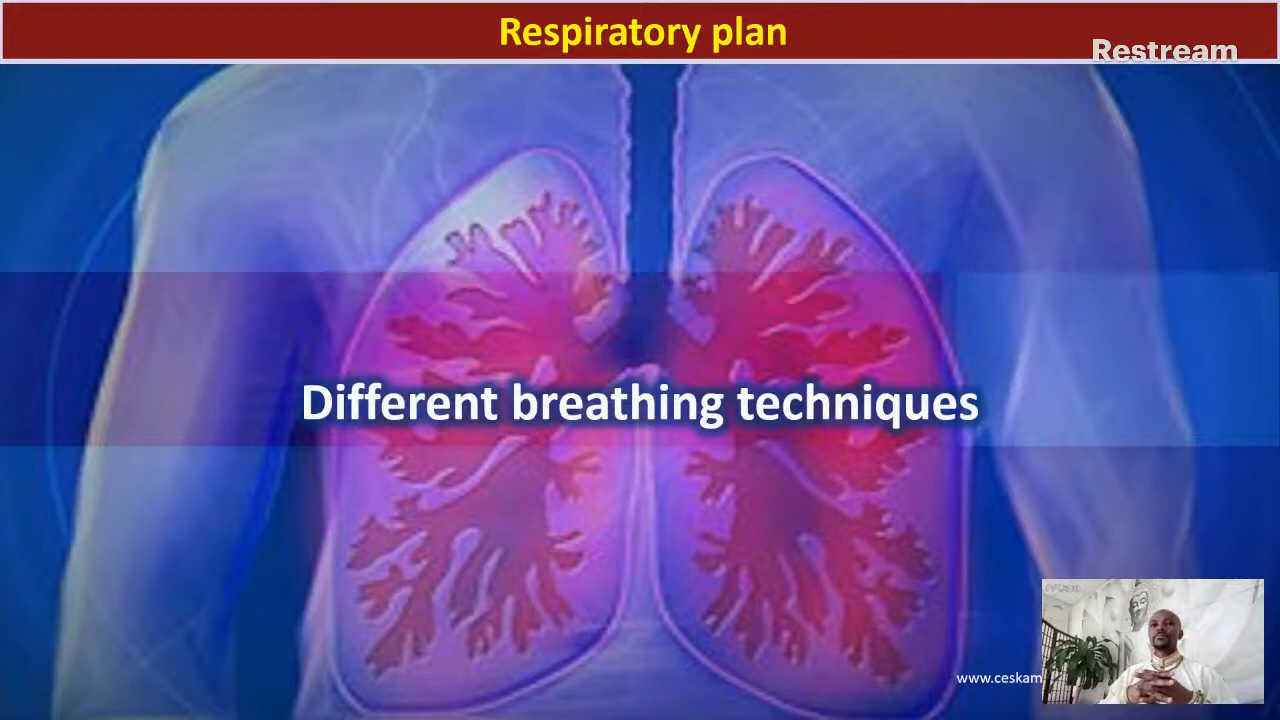 Respiratory plan
Restream
Different breathing techniques
www.ceskam